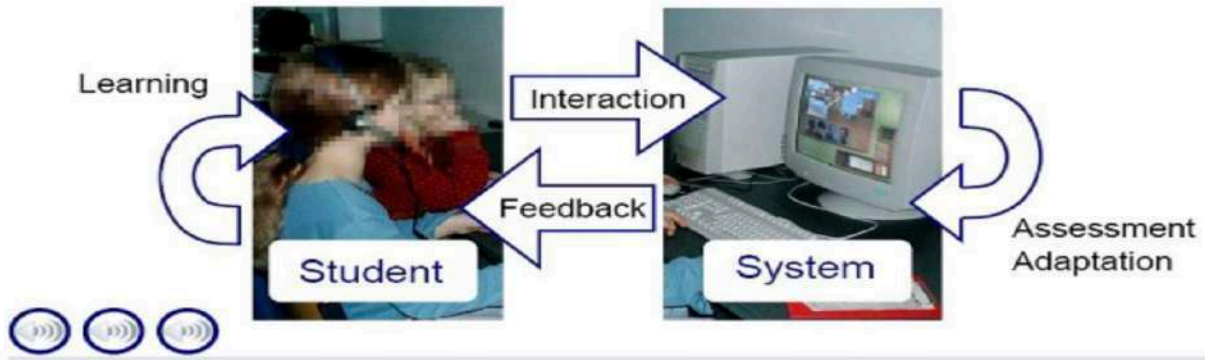 Learning
Interaction
Feedback
Student
System
Assessment
Adaptation